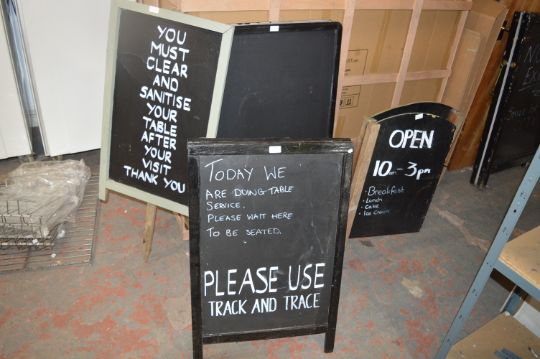 YOU
MUST
CLEAR
AND
SANITISE
YOUR
TABLE
AFTER
YOUR
VISIT
THANK YOU
TODAY WE
ARE DOING TABLE
SERVICE.
PLEASE WAIT HERE
TO BE SEATED.
PLEASE USE
TRACK AND TRACE
OPEN
10am-3pm
- Breakfast
- Lunch
- Cake
- Ice Cream